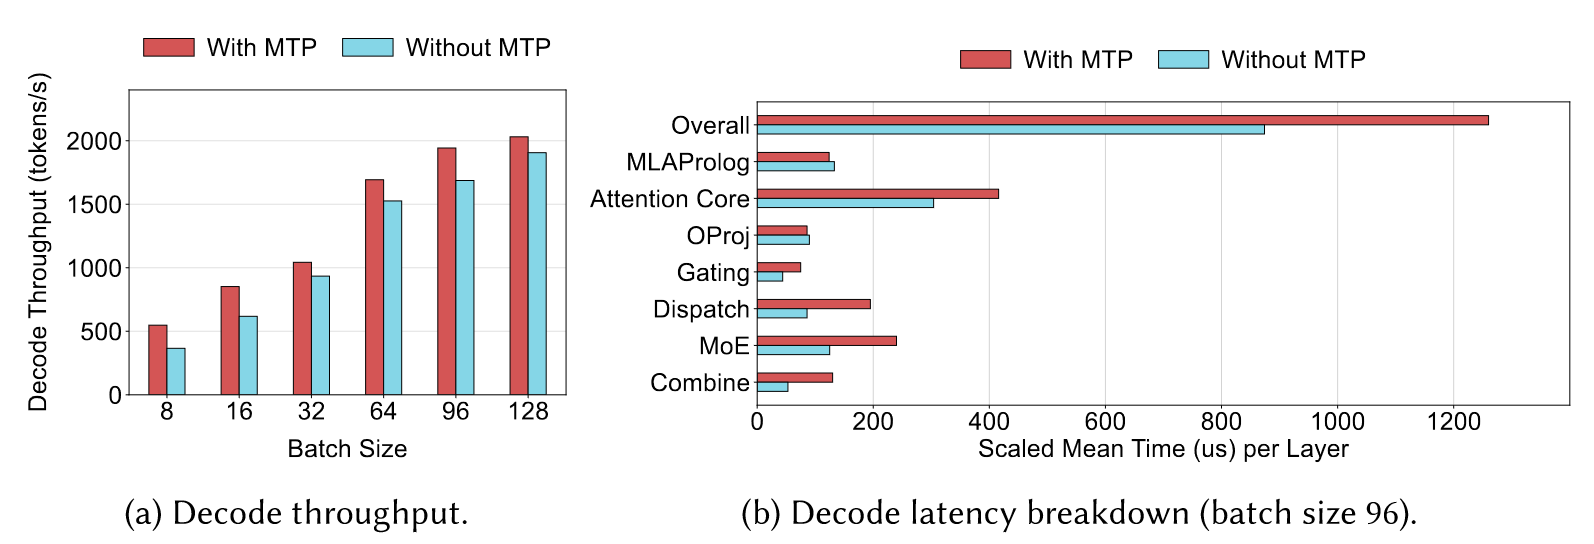 With MTP Without MTP
Decode Throughput (tokens/s)
2000
1500
1000
500
0
8 16 32 64 96 128
Batch Size
(a) Decode throughput.
With MTP Without MTP
Overall
MLAProlog
Attention Core
OProj
Gating
Dispatch
MoE
Combine
0 200 400 600 800 1000 1200
Scaled Mean Time (us) per Layer
(b) Decode latency breakdown (batch size 96).